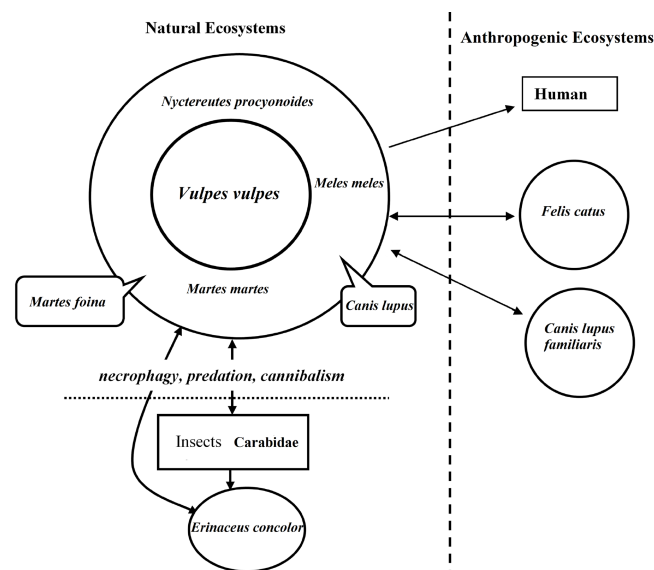 Natural Ecosystems
Anthropogenic Ecosystems
Nyctereutes procyonoides
Human
Vulpes vulpes
Meles meles
Felis catus
Martes martes
Martes foina
Canis lupus
Canis lupus
familiaris
necrophagy, predation, cannibalism
Insects Carabidae
Erinaceus concolor